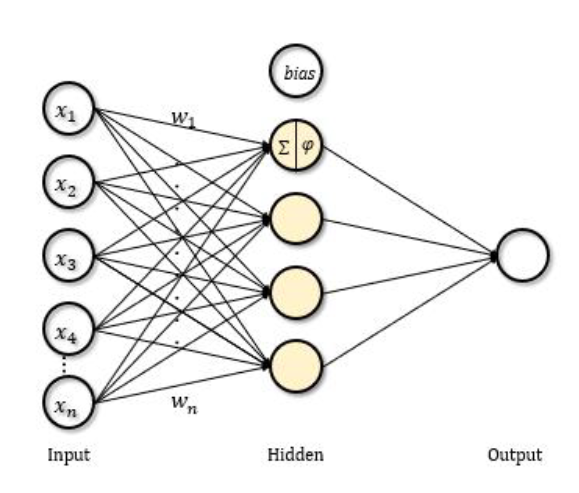 bias
x₁
w₁
Σ φ
x₂
x₃
x₄
xₙ
wₙ
Input Hidden Output